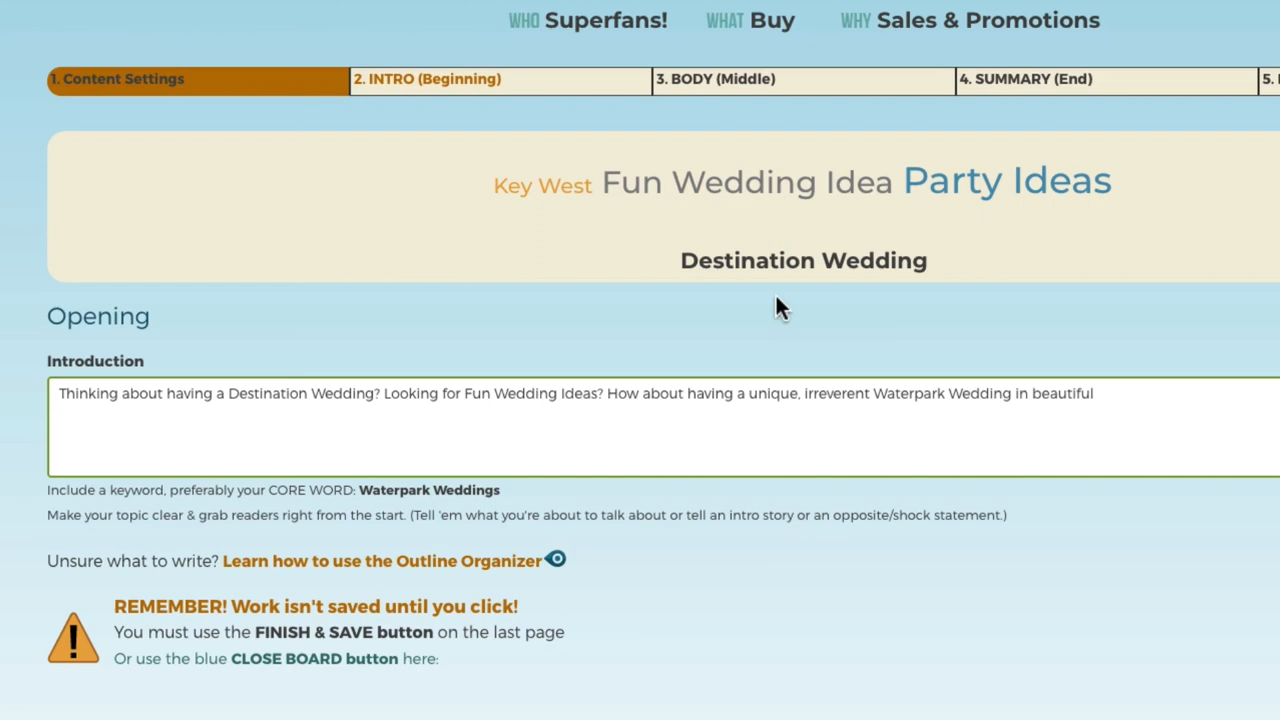 WHO Superfans! WHAT Buy WHY Sales & Promotions
1. Content Settings 2. INTRO (Beginning) 3. BODY (Middle) 4. SUMMARY (End) 5.
Key West Fun Wedding Idea Party Ideas
Destination Wedding
Opening
Introduction
Thinking about having a Destination Wedding? Looking for Fun Wedding Ideas? How about having a unique, irreverent Waterpark Wedding in beautiful
Include a keyword, preferably your CORE WORD: Waterpark Weddings
Make your topic clear & grab readers right from the start. (Tell 'em what you're about to talk about or tell an intro story or an opposite/shock statement.)
Unsure what to write? Learn how to use the Outline Organizer
REMEMBER! Work isn't saved until you click!
You must use the FINISH & SAVE button on the last page
Or use the blue CLOSE BOARD button here: